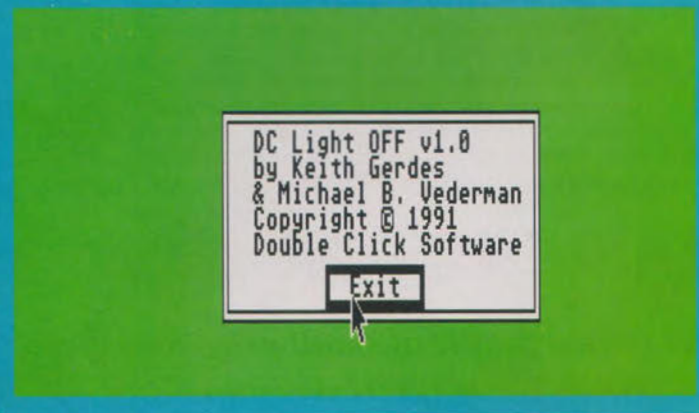 DC Light OFF v1.0
by Keith Gerdes
& Michael B. Vederman
Copyright © 1991
Double Click Software
Exit